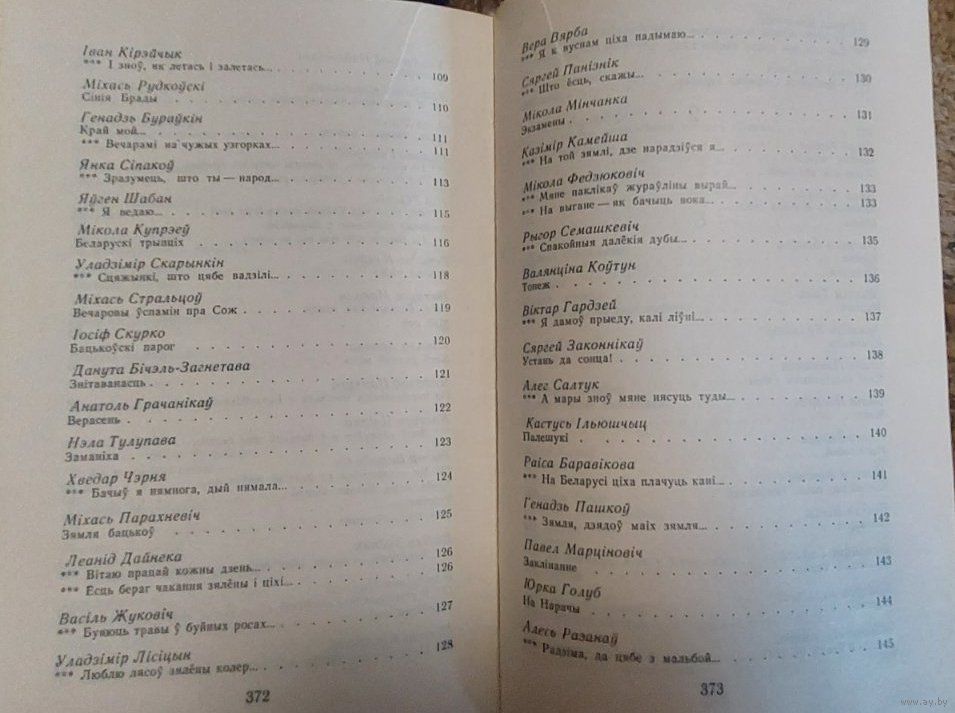 Іван Кірэйчык
*** І зноў, як летась і залетась... 109
Міхась Рудкоўскі
Сінія Брады 110
Генадзь Бураўкін
Край мой... 111
*** Вечарамі на чужых узгорках... 111
Янка Сіпакоў
*** Зразумець, што ты — народ... 113
Яўген Шабан
*** Я ведаю... 115
Мікола Купрэеў
Беларускі трыпціх 116
Уладзімір Скарынкін
*** Сцяжынкі, што цябе вадзілі... 118
Міхась Стральцоў
Вечаровы ўспамін пра Сож 119
Іосіф Скурко
Бацькоўскі парог 120
Данута Бічэль-Загнетава
Знітаванасць 121
Анатоль Грачанікаў
Верасень 122
Нэла Тулупава
Заманіха 123
Хведар Чэрня
*** Бачыў я нямнога, дый нямала... 124
Міхась Парахневіч
Зямля бацькоў 125
Леанід Дайнека
*** Вітаю працай кожны дзень... 126
*** Ёсць бераг чакання зялёны і ціхі... 126
Васіль Жуковіч
*** Буяюць травы ў буйных росах... 127
Уладзімір Лісіцын
*** Люблю лясоў зялёны колер... 128
372
Вера Вярба
*** Я к вуснам ціха падымаю... 129
Сяргей Панізнік
*** Што ёсць, скажы... 130
Мікола Мінчанка
Экзамены 131
Казімір Камейша
*** На той зямлі, дзе нарадзіўся я... 132
Мікола Федзюковіч
*** Мяне паклікаў жураўліны вырай... 133
*** На выгане — як бачыць вока... 133
Рыгор Семашкевіч
*** Спакойныя далёкія дубы... 135
Валянціна Коўтун
Тонеж 136
Віктар Гардзей
*** Я дамоў прыеду, калі ліўні... 137
Сяргей Законнікаў
Устань да сонца! 138
Алег Салтук
*** А мары зноў мяне нясуць туды... 139
Кастусь Ільюшчыц
Палешукі 140
Раіса Баравікова
*** На Беларусі ціха плачуць кані... 141
Генадзь Пашкоў
*** Зямля, дзядоў маіх зямля... 142
Павел Марціновіч
Заклінанне 143
Юрка Голуб
На Нарачы 144
Алесь Разанаў
*** Радзіма, да цябе з мальбой... 145
373
www.ay.by